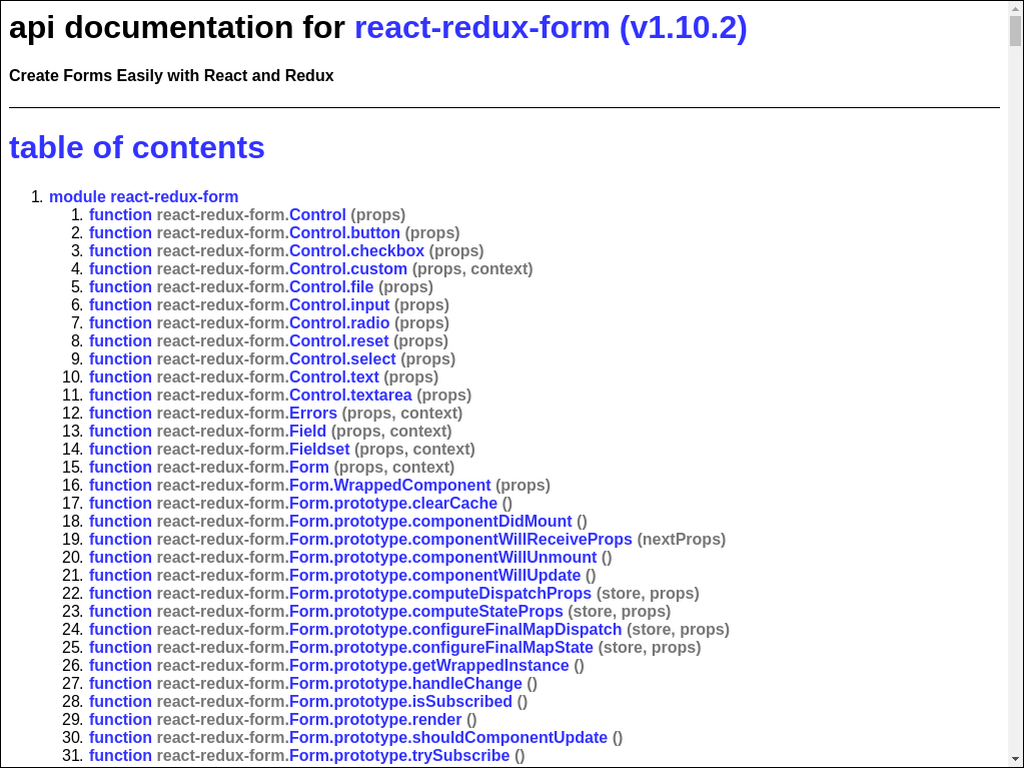 api documentation for react-redux-form (v1.10.2)
Create Forms Easily with React and Redux
table of contents
1. module react-redux-form
1. function react-redux-form.Control (props)
2. function react-redux-form.Control.button (props)
3. function react-redux-form.Control.checkbox (props)
4. function react-redux-form.Control.custom (props, context)
5. function react-redux-form.Control.file (props)
6. function react-redux-form.Control.input (props)
7. function react-redux-form.Control.radio (props)
8. function react-redux-form.Control.reset (props)
9. function react-redux-form.Control.select (props)
10. function react-redux-form.Control.text (props)
11. function react-redux-form.Control.textarea (props)
12. function react-redux-form.Errors (props, context)
13. function react-redux-form.Field (props, context)
14. function react-redux-form.Fieldset (props, context)
15. function react-redux-form.Form (props, context)
16. function react-redux-form.Form.WrappedComponent (props)
17. function react-redux-form.Form.prototype.clearCache ()
18. function react-redux-form.Form.prototype.componentDidMount ()
19. function react-redux-form.Form.prototype.componentWillReceiveProps (nextProps)
20. function react-redux-form.Form.prototype.componentWillUnmount ()
21. function react-redux-form.Form.prototype.componentWillUpdate ()
22. function react-redux-form.Form.prototype.computeDispatchProps (store, props)
23. function react-redux-form.Form.prototype.computeStateProps (store, props)
24. function react-redux-form.Form.prototype.configureFinalMapDispatch (store, props)
25. function react-redux-form.Form.prototype.configureFinalMapState (store, props)
26. function react-redux-form.Form.prototype.getWrappedInstance ()
27. function react-redux-form.Form.prototype.handleChange ()
28. function react-redux-form.Form.prototype.isSubscribed ()
29. function react-redux-form.Form.prototype.render ()
30. function react-redux-form.Form.prototype.shouldComponentUpdate ()
31. function react-redux-form.Form.prototype.trySubscribe ()